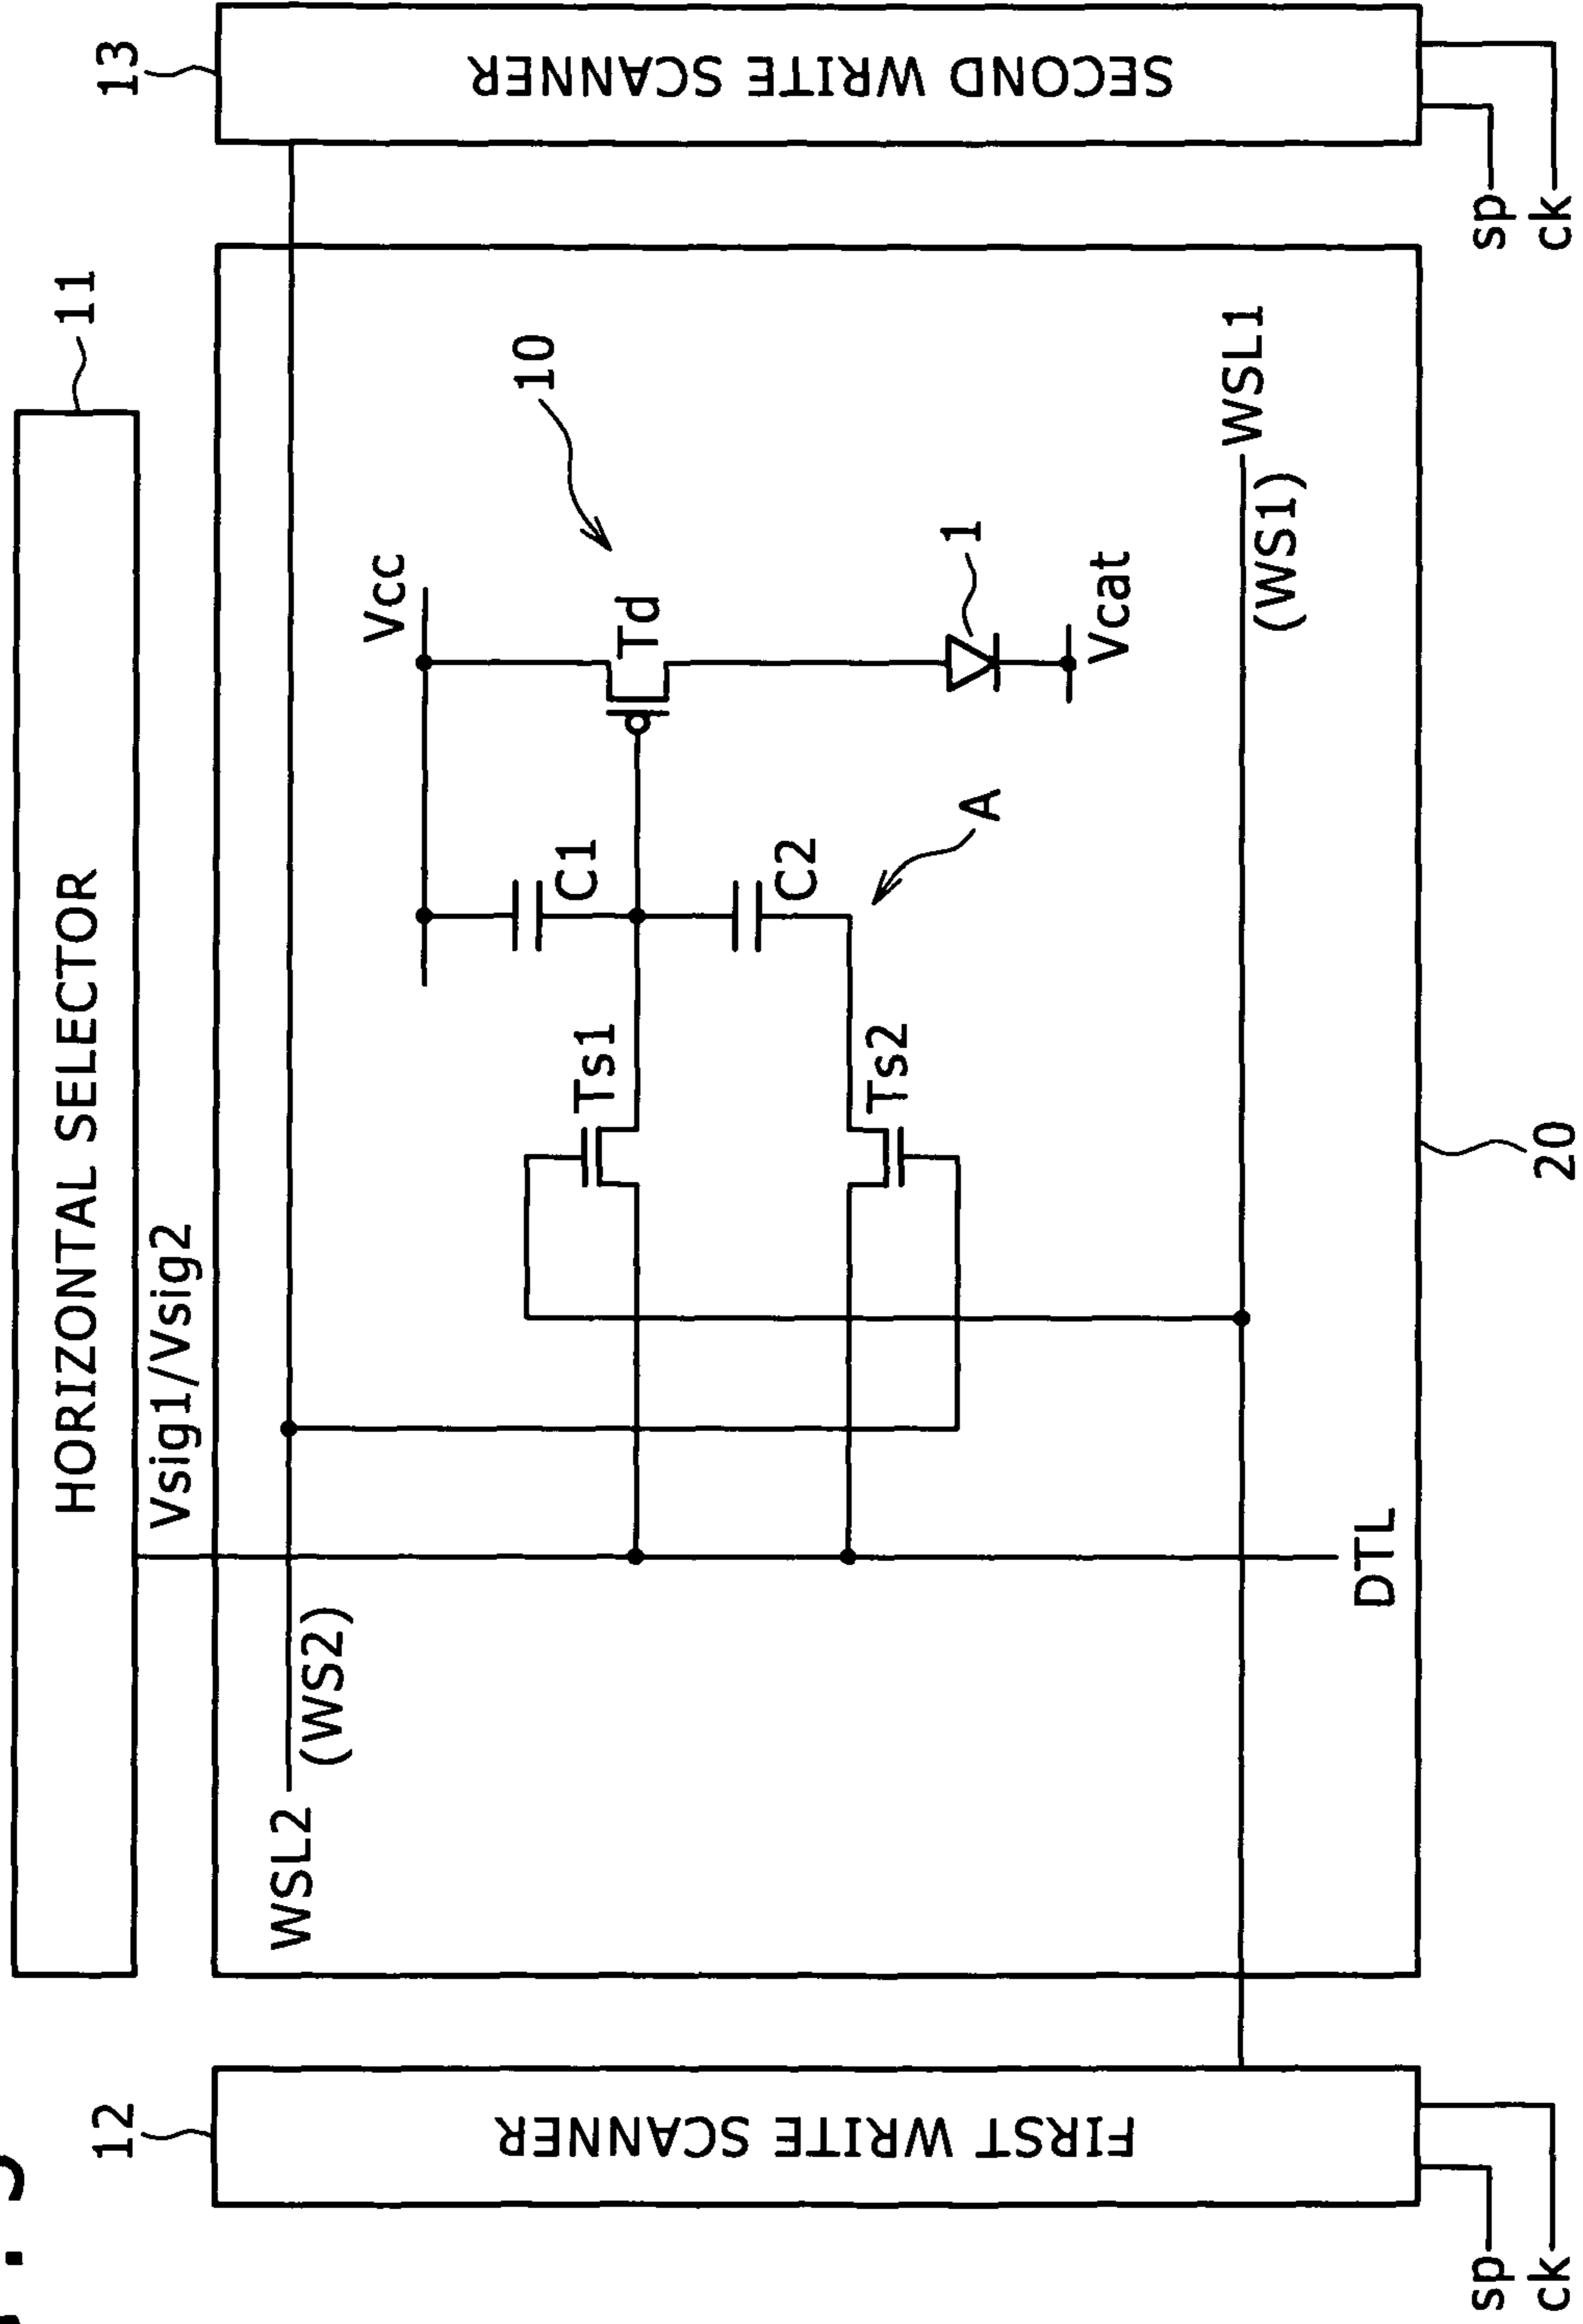 HORIZONTAL SELECTOR
11
Vsig1/Vsig2
12
FIRST WRITE SCANNER
sp
ck
13
SECOND WRITE SCANNER
sp
ck
WSL2
(WS2)
Vcc
10
Td
C1
Ts1
C2
Ts2
A
1
Vcat
WSL1
(WS1)
DTL
20